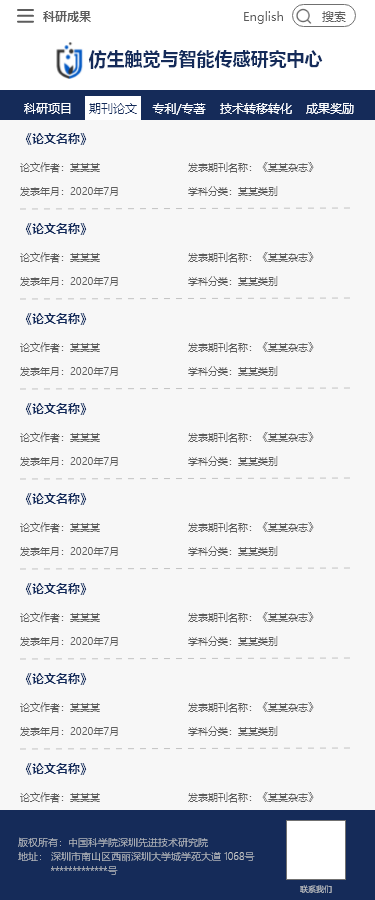 科研成果 English 搜索
仿生触觉与智能传感研究中心
科研项目 期刊论文 专利/专著 技术转移转化 成果奖励
《论文名称》
论文作者：某某某 发表期刊名称：《某某杂志》
发表年月：2020年7月 学科分类：某某类别
《论文名称》
论文作者：某某某 发表期刊名称：《某某杂志》
发表年月：2020年7月 学科分类：某某类别
《论文名称》
论文作者：某某某 发表期刊名称：《某某杂志》
发表年月：2020年7月 学科分类：某某类别
《论文名称》
论文作者：某某某 发表期刊名称：《某某杂志》
发表年月：2020年7月 学科分类：某某类别
《论文名称》
论文作者：某某某 发表期刊名称：《某某杂志》
发表年月：2020年7月 学科分类：某某类别
《论文名称》
论文作者：某某某 发表期刊名称：《某某杂志》
发表年月：2020年7月 学科分类：某某类别
《论文名称》
论文作者：某某某 发表期刊名称：《某某杂志》
发表年月：2020年7月 学科分类：某某类别
《论文名称》
论文作者：某某某 发表期刊名称：《某某杂志》
版权所有：中国科学院深圳先进技术研究院
地址：深圳市南山区西丽深圳大学城学苑大道 1068号
*************号
联系我们